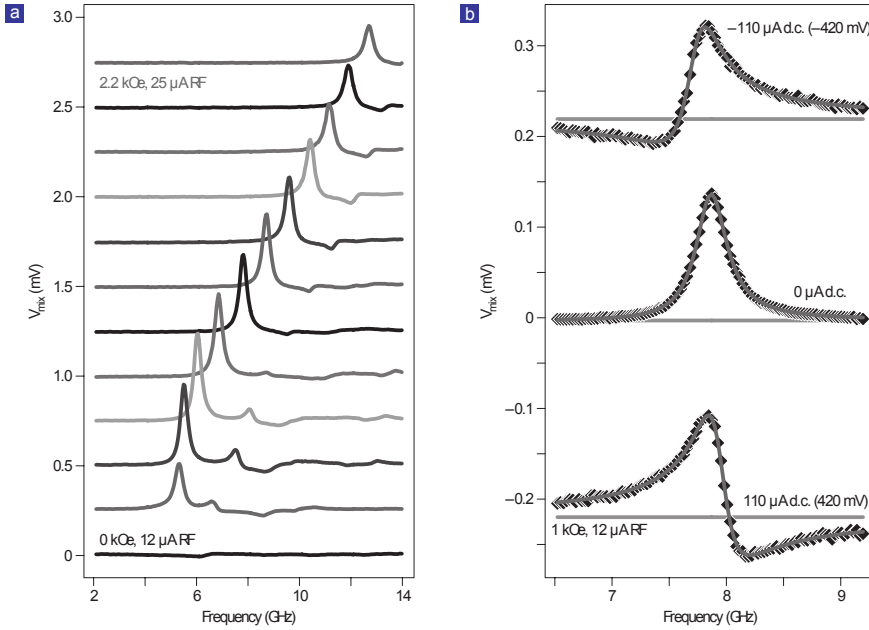 a
3.0
2.5
2.0
1.5
1.0
0.5
0
V_mix (mV)
2.2 kOe, 25 µA RF
0 kOe, 12 µA RF
2
6
10
14
Frequency (GHz)
b
0.3
0.2
0.1
0
−0.1
−0.2
V_mix (mV)
−110 µA d.c. (−420 mV)
0 µA d.c.
110 µA d.c. (420 mV)
1 kOe, 12 µA RF
7
8
9
Frequency (GHz)